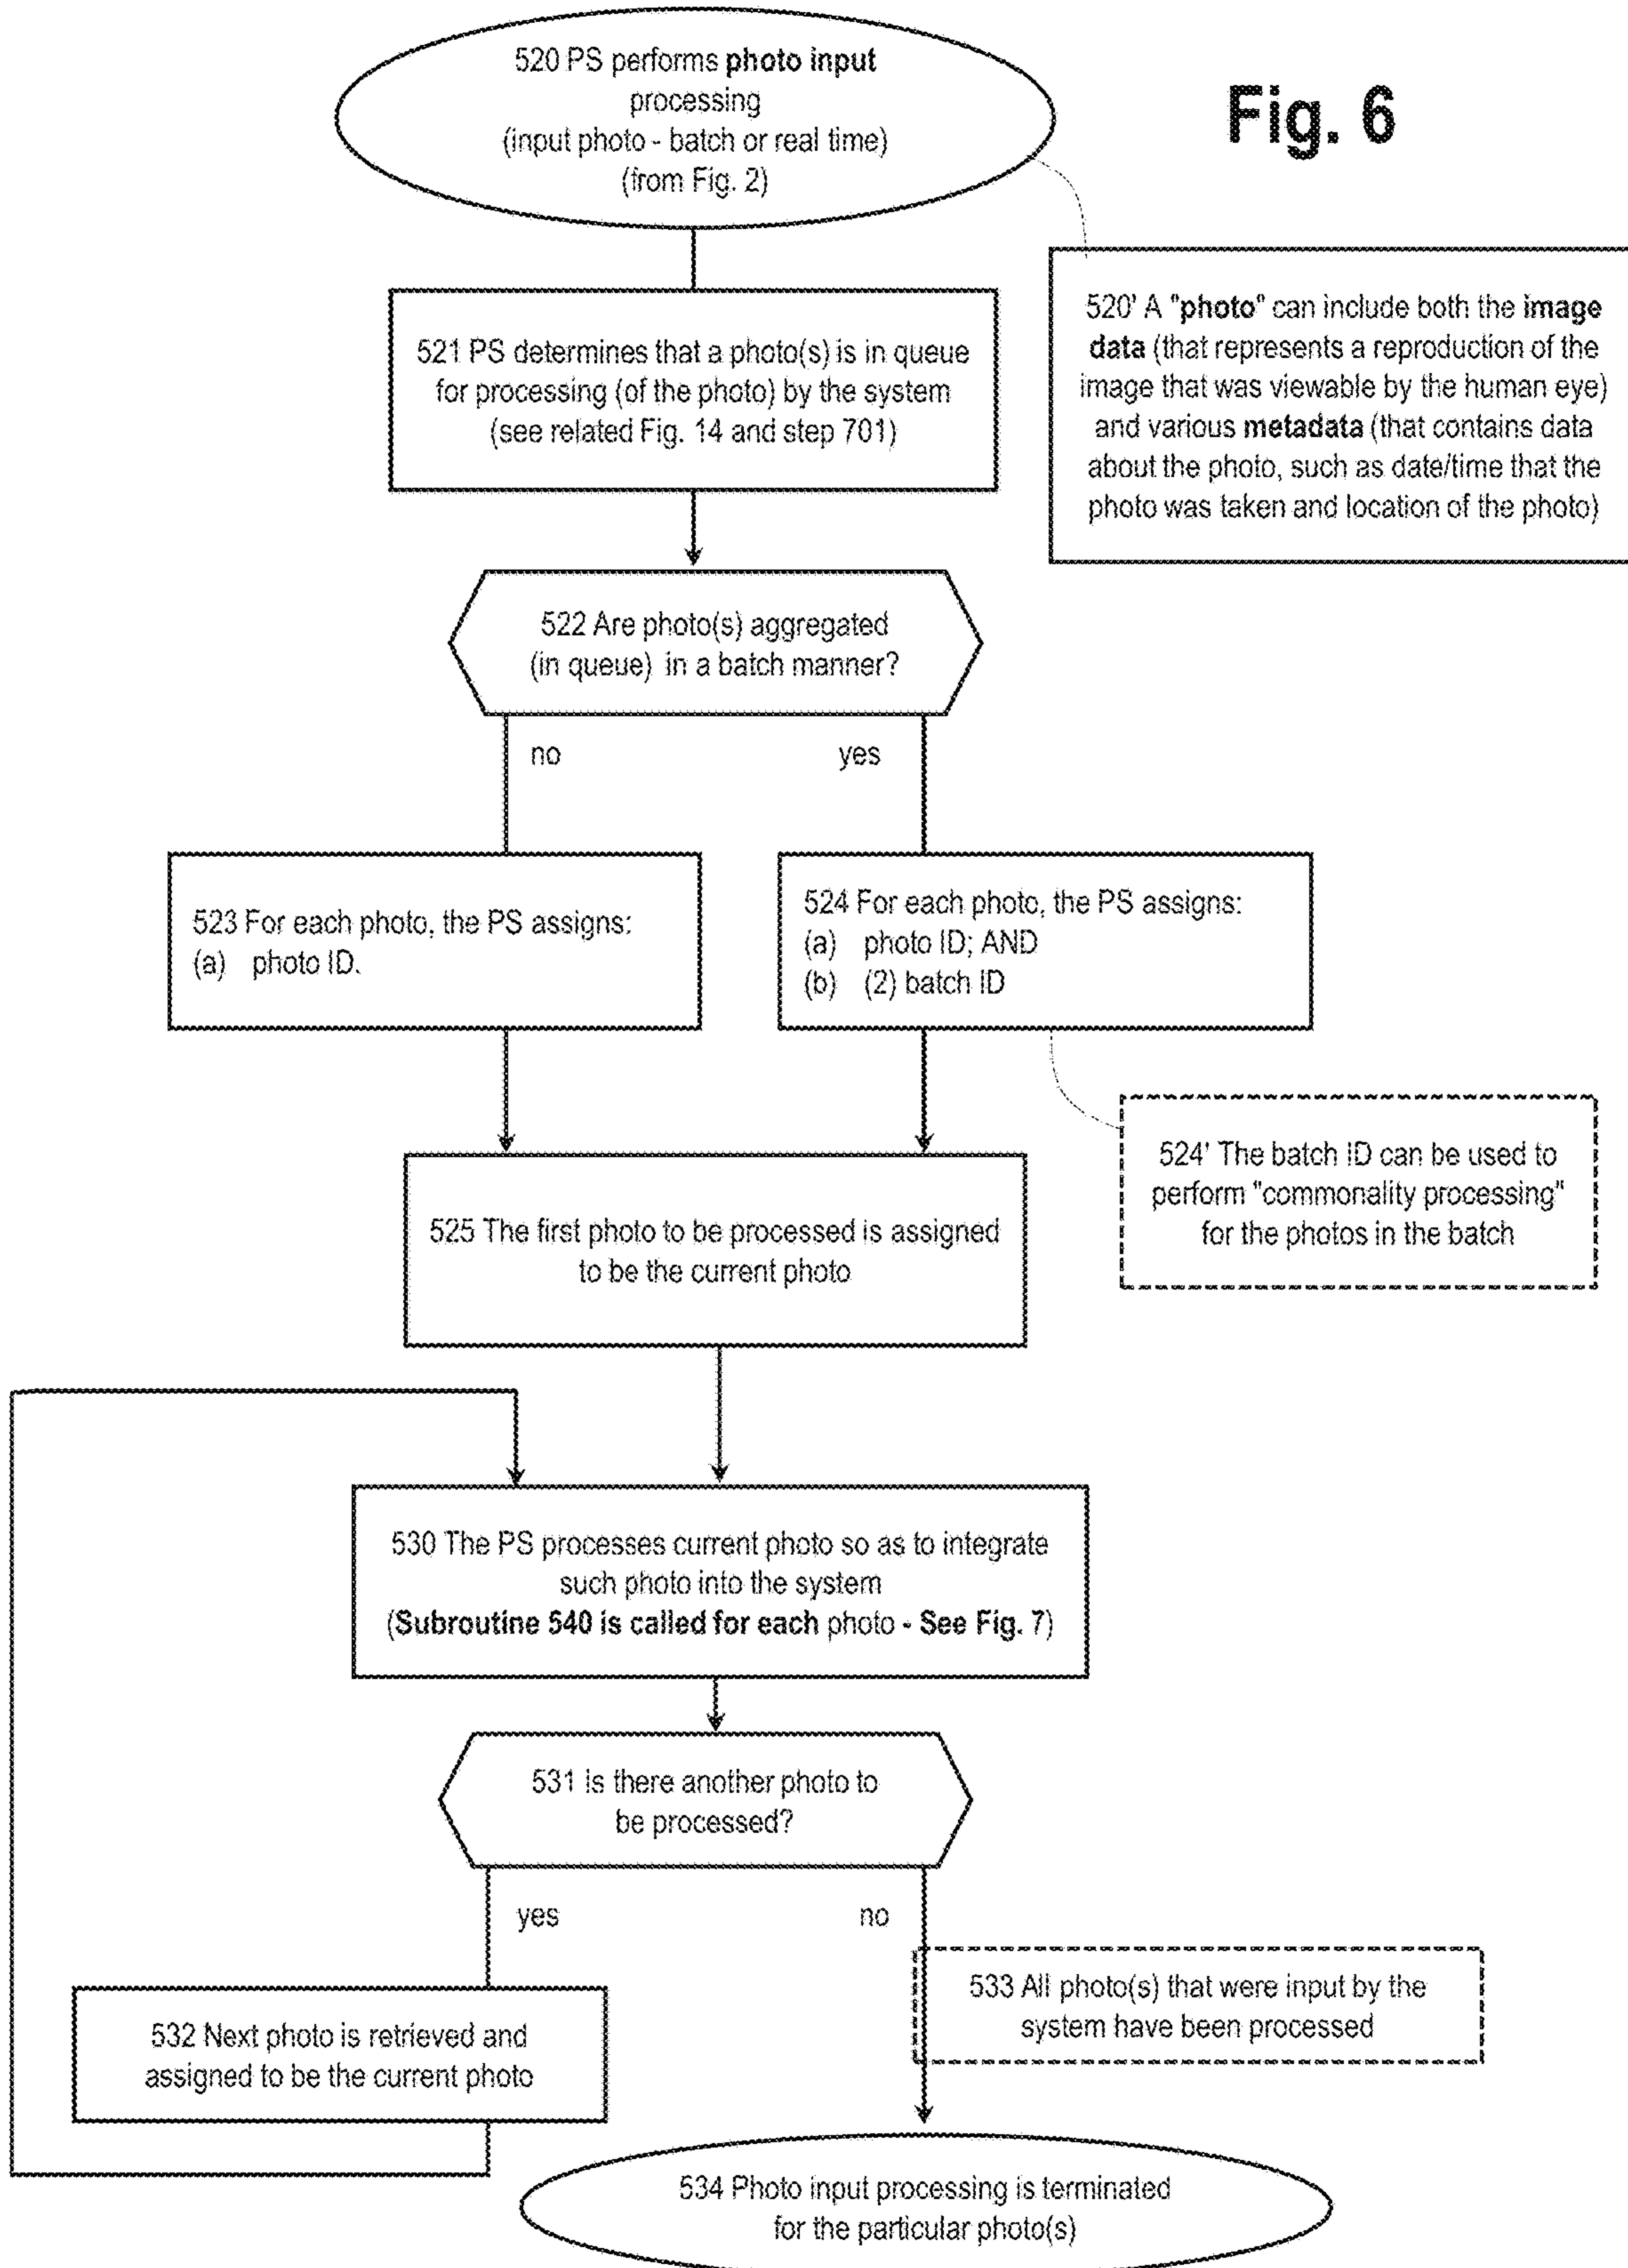 520 PS performs photo input
processing
(input photo - batch or real time)
(from Fig. 2)
Fig. 6
520' A "photo" can include both the image
data (that represents a reproduction of the
image that was viewable by the human eye)
and various metadata (that contains data
about the photo, such as date/time that the
photo was taken and location of the photo)
521 PS determines that a photo(s) is in queue
for processing (of the photo) by the system
(see related Fig. 14 and step 701)
522 Are photo(s) aggregated
(in queue) in a batch manner?
no
yes
523 For each photo, the PS assigns:
(a) photo ID.
524 For each photo, the PS assigns:
(a) photo ID; AND
(b) (2) batch ID
524' The batch ID can be used to
perform "commonality processing"
for the photos in the batch
525 The first photo to be processed is assigned
to be the current photo
530 The PS processes current photo so as to integrate
such photo into the system
(Subroutine 540 is called for each photo - See Fig. 7)
531 Is there another photo to
be processed?
yes
no
533 All photo(s) that were input by the
system have been processed
532 Next photo is retrieved and
assigned to be the current photo
534 Photo input processing is terminated
for the particular photo(s)